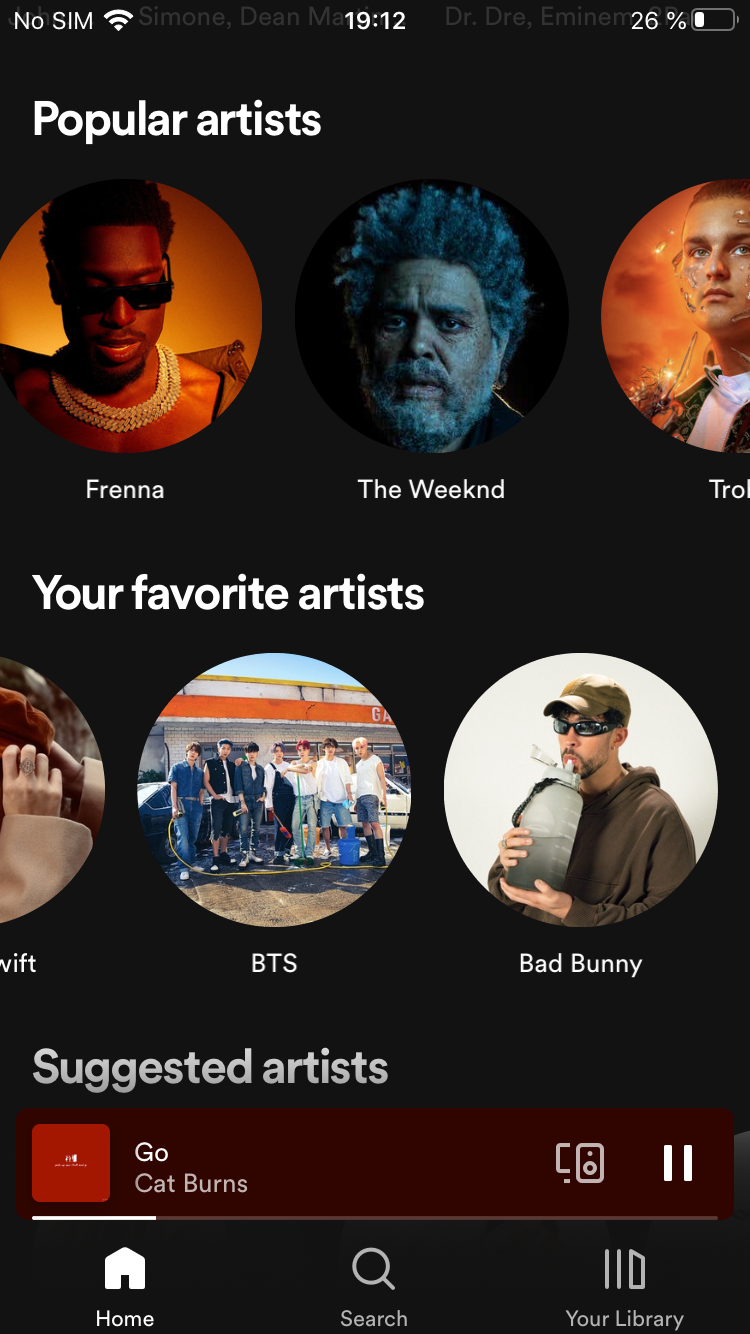 No SIM 19:12 26 %
Simone, Dean Dr. Dre, Eminem,
Popular artists
Frenna
The Weeknd
Trol
Your favorite artists
GA
wift
BTS
Bad Bunny
Suggested artists
Go
Cat Burns
Home
Search
Your Library